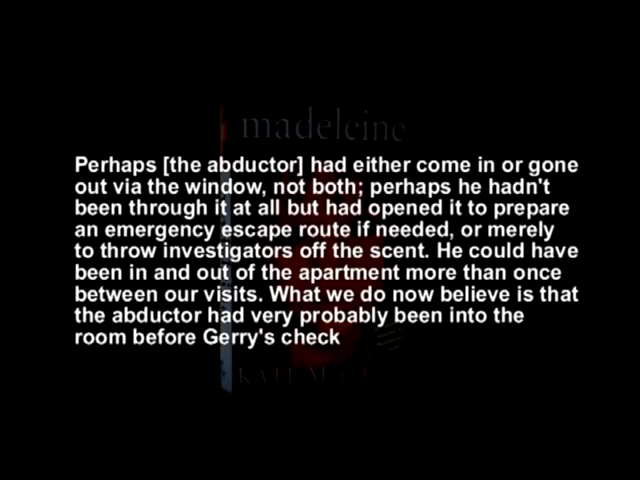 madeleine
Perhaps [the abductor] had either come in or gone
out via the window, not both; perhaps he hadn't
been through it at all but had opened it to prepare
an emergency escape route if needed, or merely
to throw investigators off the scent. He could have
been in and out of the apartment more than once
between our visits. What we do now believe is that
the abductor had very probably been into the
room before Gerry's check